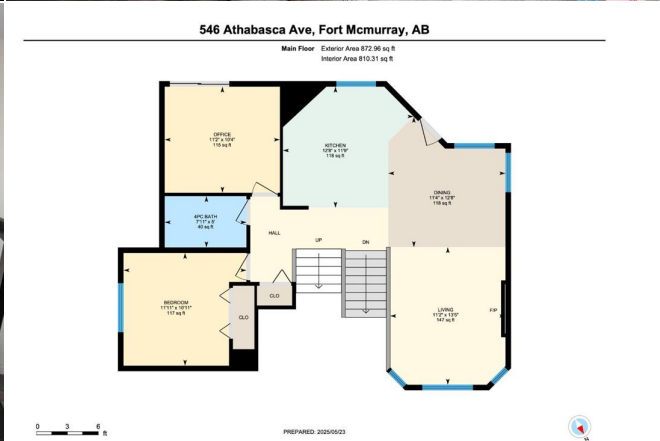 546 Athabasca Ave, Fort Mcmurray, AB
Main Floor Exterior Area 872.96 sq ft
Interior Area 810.31 sq ft
OFFICE
11'2" x 10'4"
115 sq ft
KITCHEN
12'8" x 11'9"
118 sq ft
DINING
11'4" x 12'8"
118 sq ft
4PC BATH
7'11" x 5'
40 sq ft
HALL
UP
DN
BEDROOM
11'11" x 10'11"
117 sq ft
CLO
CLO
LIVING
11'2" x 13'5"
147 sq ft
F/P
0 3 6
ft
PREPARED: 2025/05/23
N